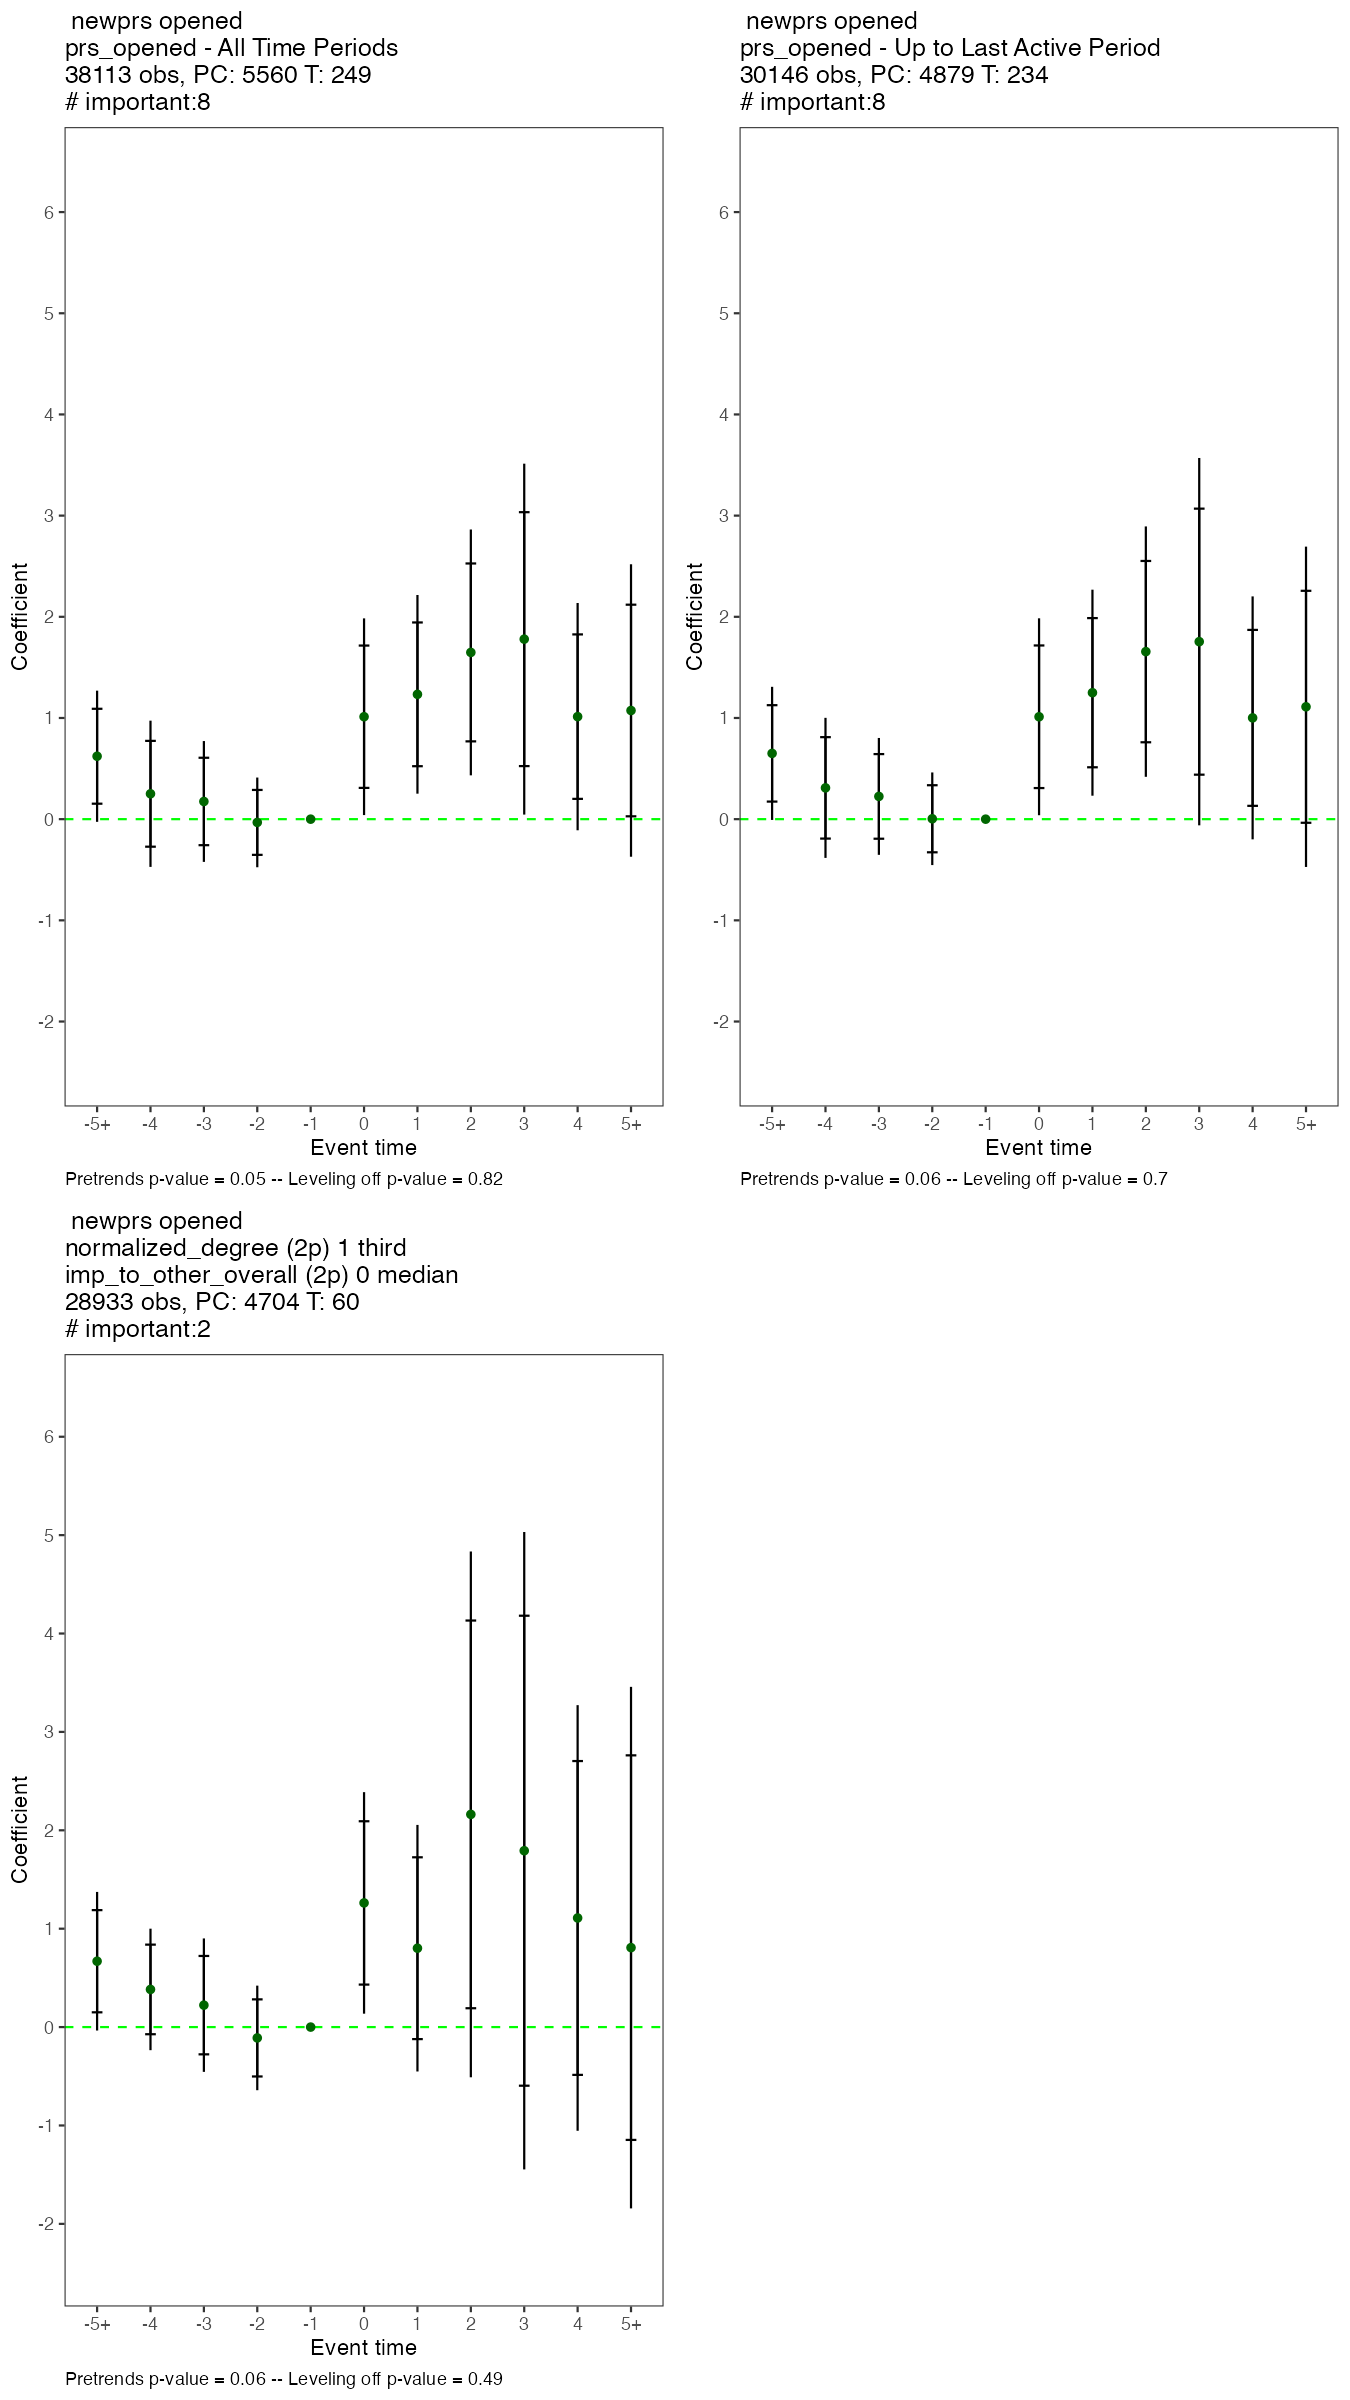 newprs opened
prs_opened - All Time Periods
38113 obs, PC: 5560 T: 249
# important:8
6
5
4
3
2
1
0
-1
-2
Coefficient
-5+ -4 -3 -2 -1 0 1 2 3 4 5+
Event time
Pretrends p-value = 0.05 -- Leveling off p-value = 0.82
newprs opened
prs_opened - Up to Last Active Period
30146 obs, PC: 4879 T: 234
# important:8
6
5
4
3
2
1
0
-1
-2
Coefficient
-5+ -4 -3 -2 -1 0 1 2 3 4 5+
Event time
Pretrends p-value = 0.06 -- Leveling off p-value = 0.7
newprs opened
normalized_degree (2p) 1 third
imp_to_other_overall (2p) 0 median
28933 obs, PC: 4704 T: 60
# important:2
6
5
4
3
2
1
0
-1
-2
Coefficient
-5+ -4 -3 -2 -1 0 1 2 3 4 5+
Event time
Pretrends p-value = 0.06 -- Leveling off p-value = 0.49